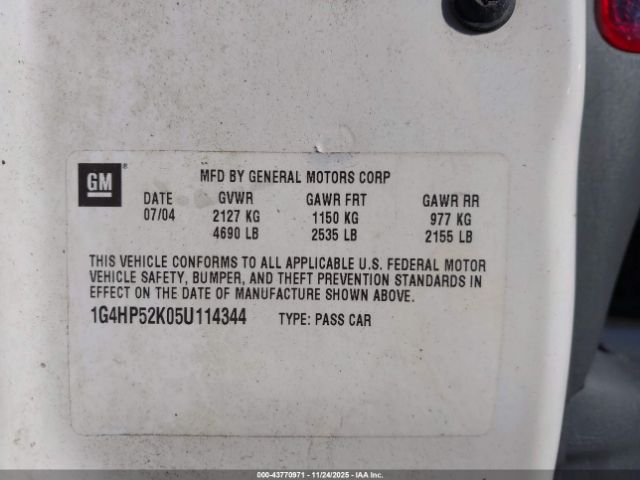 GM ®
MFD BY GENERAL MOTORS CORP
DATE GVWR GAWR FRT GAWR RR
07/04 2127 KG 1150 KG 977 KG
4690 LB 2535 LB 2155 LB
THIS VEHICLE CONFORMS TO ALL APPLICABLE U.S. FEDERAL MOTOR
VEHICLE SAFETY, BUMPER, AND THEFT PREVENTION STANDARDS IN
EFFECT ON THE DATE OF MANUFACTURE SHOWN ABOVE.
1G4HP52K05U114344 TYPE: PASS CAR
© - 43770971 - 11/24/2025 - IAA, Inc.